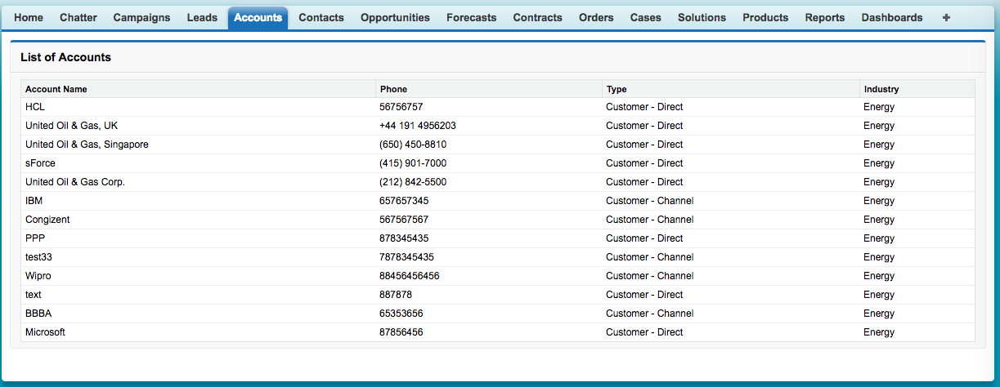 Home Chatter Campaigns Leads Accounts Contacts Opportunities Forecasts Contracts Orders Cases Solutions Products Reports Dashboards +
List of Accounts
Account Name Phone Type Industry
HCL 56756757 Customer - Direct Energy
United Oil & Gas, UK +44 191 4956203 Customer - Direct Energy
United Oil & Gas, Singapore (650) 450-8810 Customer - Direct Energy
sForce (415) 901-7000 Customer - Direct Energy
United Oil & Gas Corp. (212) 842-5500 Customer - Direct Energy
IBM 657657345 Customer - Channel Energy
Congizent 567567567 Customer - Channel Energy
PPP 878345435 Customer - Direct Energy
test33 7878345435 Customer - Channel Energy
Wipro 88456456456 Customer - Channel Energy
text 887878 Customer - Direct Energy
BBBA 65353656 Customer - Channel Energy
Microsoft 87856456 Customer - Direct Energy